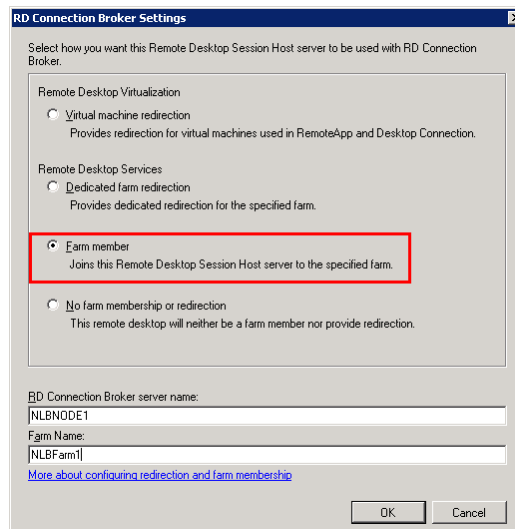 RD Connection Broker Settings
Select how you want this Remote Desktop Session Host server to be used with RD Connection
Broker.
Remote Desktop Virtualization
Virtual machine redirection
Provides redirection for virtual machines used in RemoteApp and Desktop Connection.
Remote Desktop Services
Dedicated farm redirection
Provides dedicated redirection for the specified farm.
Farm member
Joins this Remote Desktop Session Host server to the specified farm.
No farm membership or redirection
This remote desktop will neither be a farm member nor provide redirection.
RD Connection Broker server name:
NLBNODE1
Farm Name:
NLBFarm1
More about configuring redirection and farm membership
OK Cancel